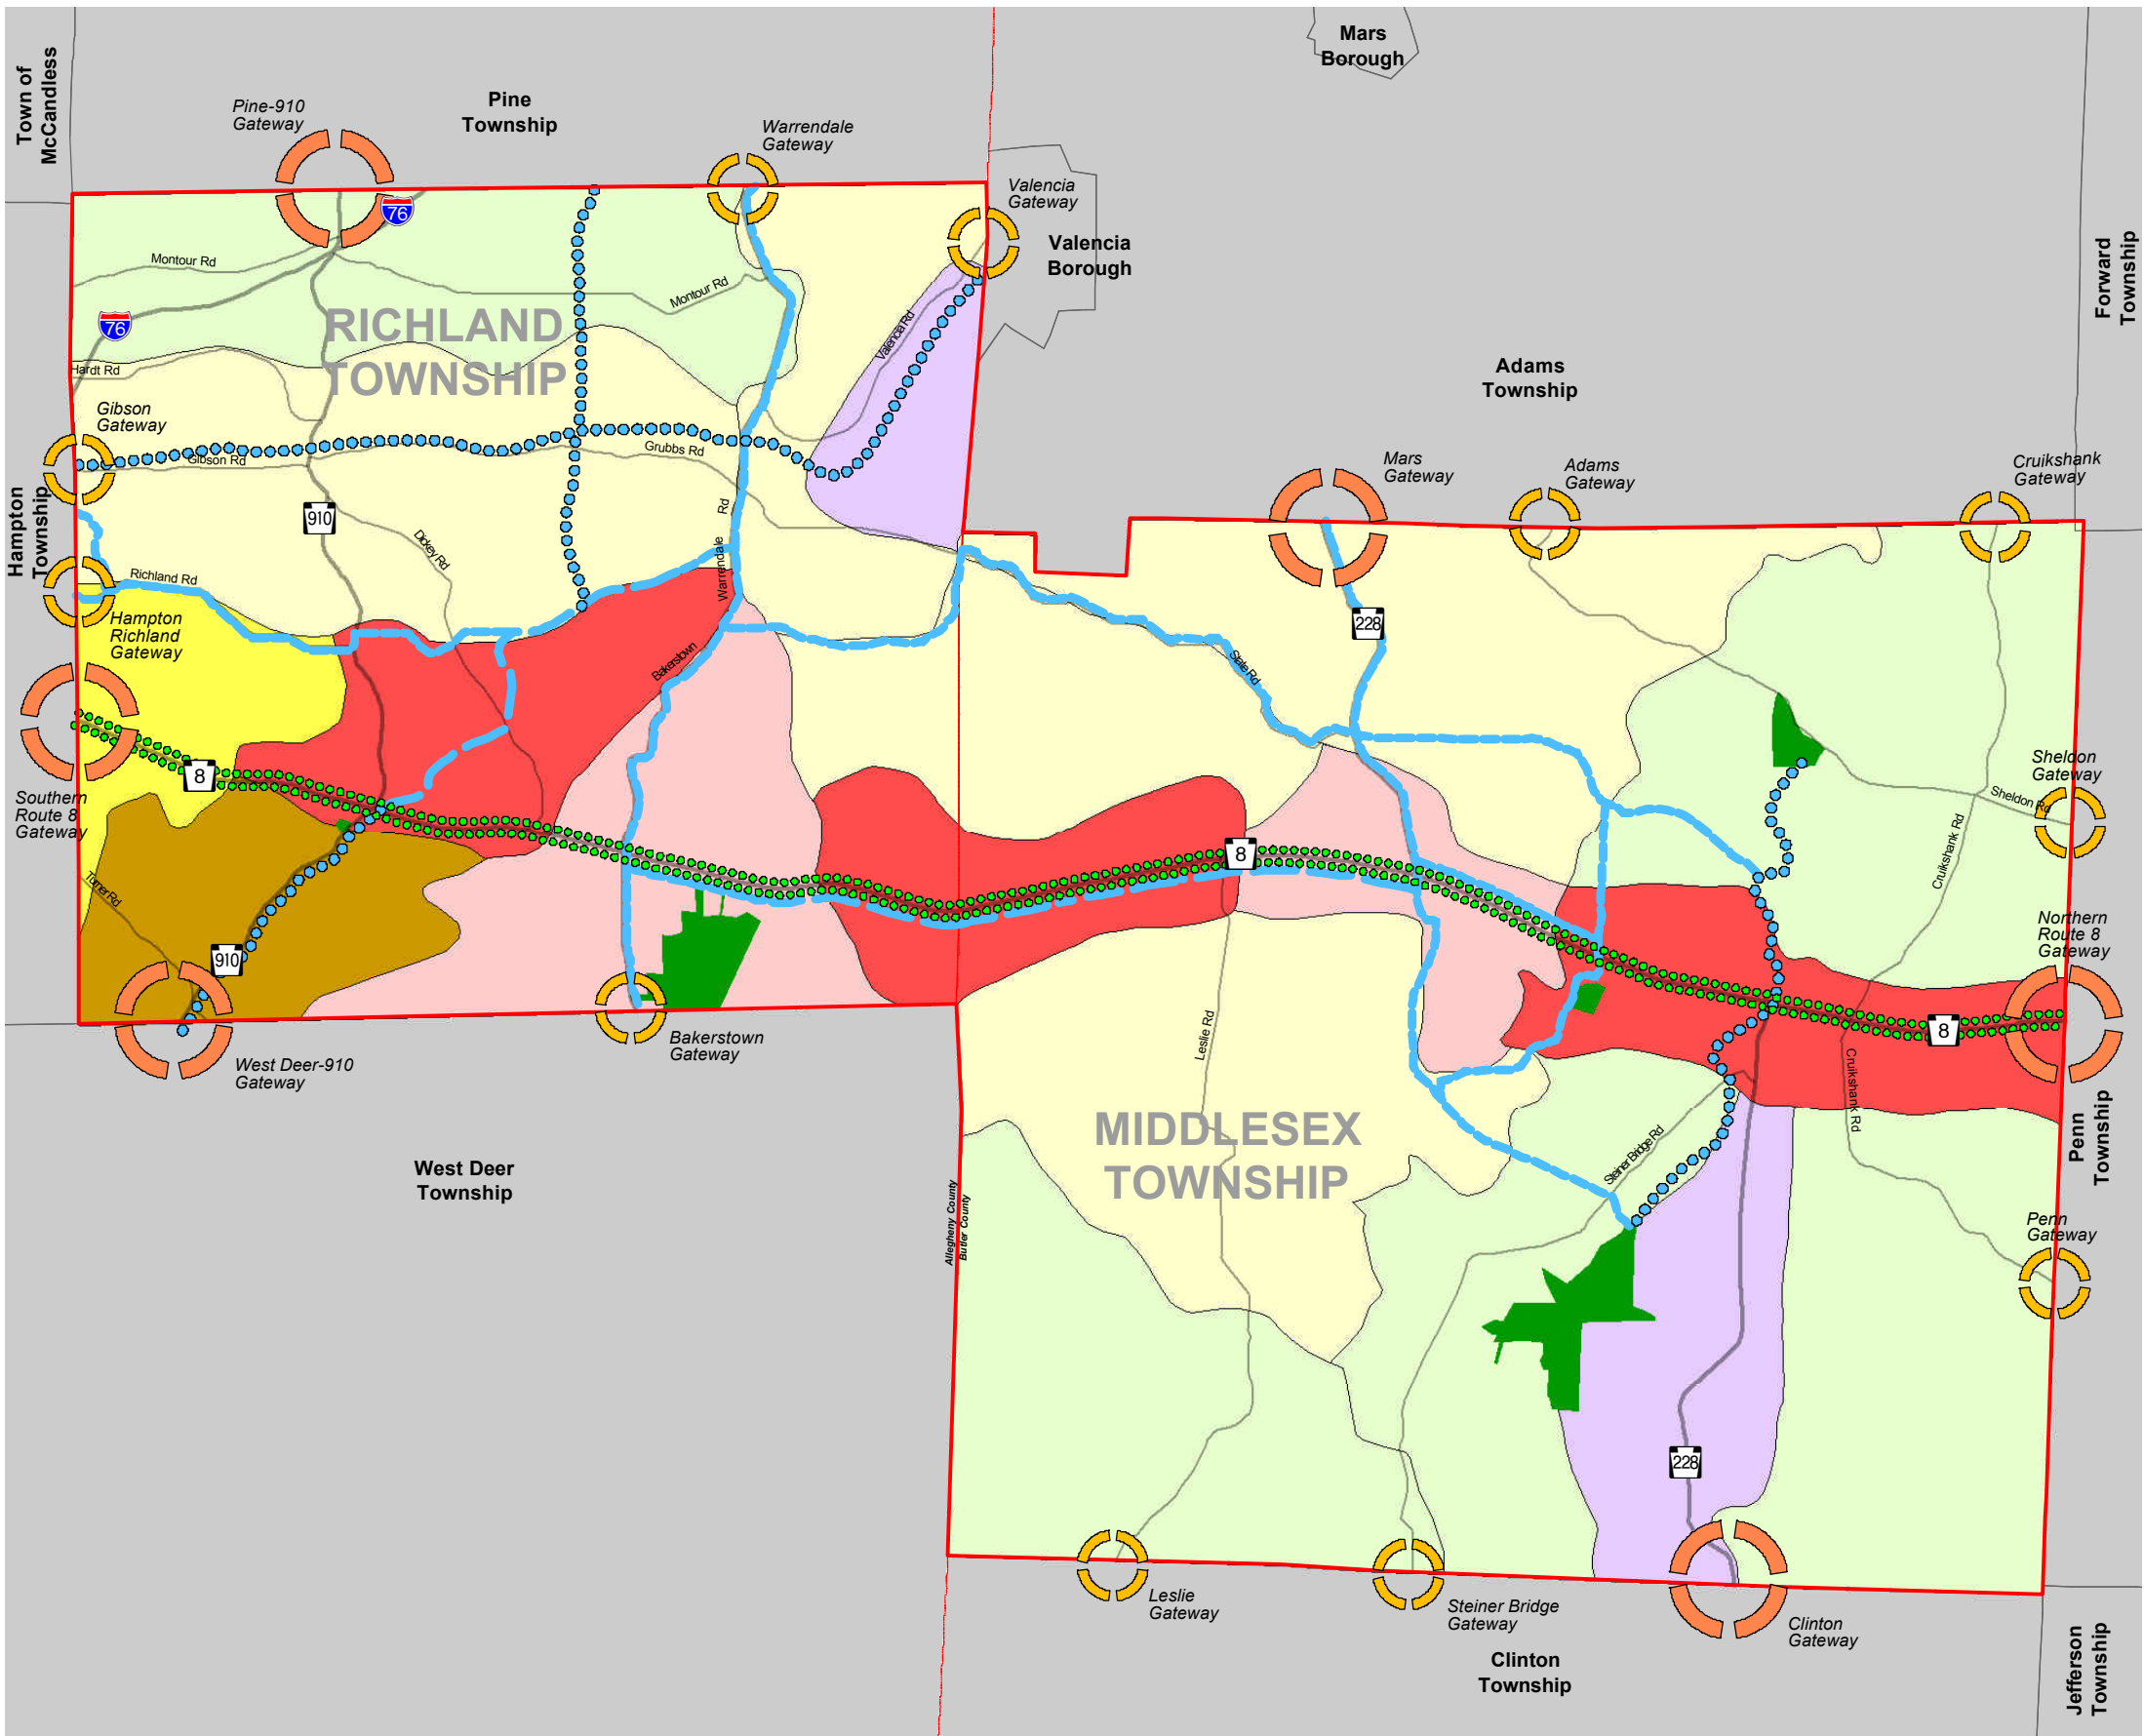 Mars
Borough
Town of
McCandless
Pine-910
Gateway
Pine
Township
Warrendale
Gateway
Valencia
Gateway
Valencia
Borough
Forward
Township
76
Montour Rd
Montour Rd
76
RICHLAND
TOWNSHIP
Valencia Rd
Hardt Rd
Adams
Township
Gibson
Gateway
Gibson Rd
Grubbs Rd
Mars
Gateway
Adams
Gateway
Cruikshank
Gateway
Hampton
Township
910
Dickey Rd
Warrendale
Rd
Richland Rd
Hampton
Richland
Gateway
228
Bakerstown
State Rd
8
Southern
Route 8
Gateway
Sheldon
Gateway
Sheldon Rd
Cruikshank Rd
8
Turner Rd
910
Northern
Route 8
Gateway
8
West Deer-910
Gateway
Bakerstown
Gateway
Leslie Rd
Cruikshank Rd
MIDDLESEX
TOWNSHIP
Steiner Bridge Rd
Penn
Township
West Deer
Township
Allegheny County
Butler County
Penn
Gateway
228
Leslie
Gateway
Steiner Bridge
Gateway
Clinton
Gateway
Clinton
Township
Jefferson
Township